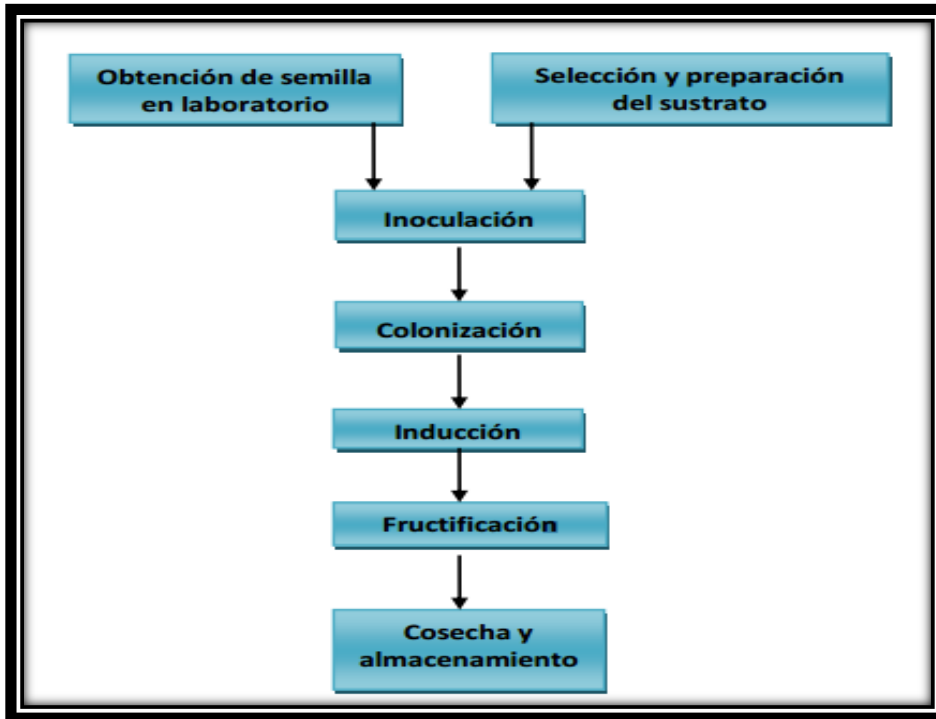 Obtención de semilla
en laboratorio
Selección y preparación
del sustrato
Inoculación
Colonización
Inducción
Fructificación
Cosecha y
almacenamiento